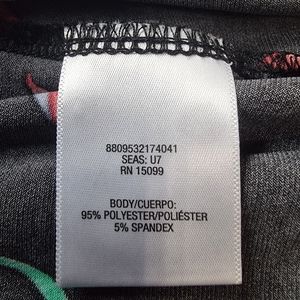 8809532174041
SEAS: U7
RN 15099
BODY/CUERPO:
95% POLYESTER/POLIÉSTER
5% SPANDEX